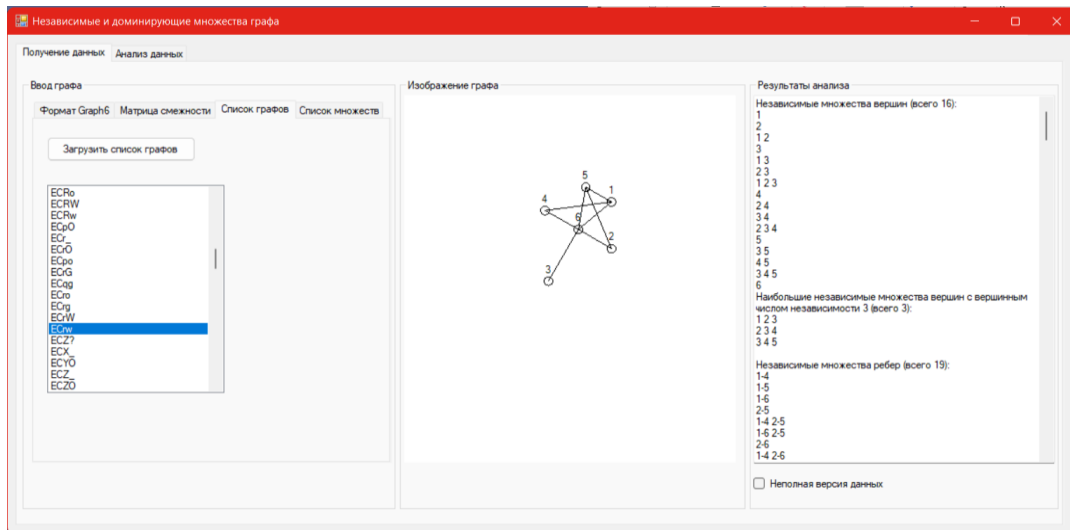 Независимые и доминирующие множества графа
Получение данных Анализ данных
Ввод графа
Формат Graph6 Матрица смежности Список графов Список множеств
Загрузить список графов
ECRo
ECRW
ECRw
ECpO
ECr_
ECrO
ECpo
ECrG
ECqg
ECro
ECrg
ECrW
ECrw
ECZ?
ECX_
ECYO
ECZ_
ECZO
Изображение графа
5
1
4
6
2
3
Результаты анализа
Независимые множества вершин (всего 16):
1
2
1 2
3
1 3
2 3
1 2 3
4
2 4
3 4
2 3 4
5
3 5
4 5
3 4 5
6
Наибольшие независимые множества вершин с вершинным
числом независимости 3 (всего 3):
1 2 3
2 3 4
3 4 5
Независимые множества ребер (всего 19):
1-4
1-5
1-6
2-5
1-4 2-5
1-6 2-5
2-6
1-4 2-6
Неполная версия данных